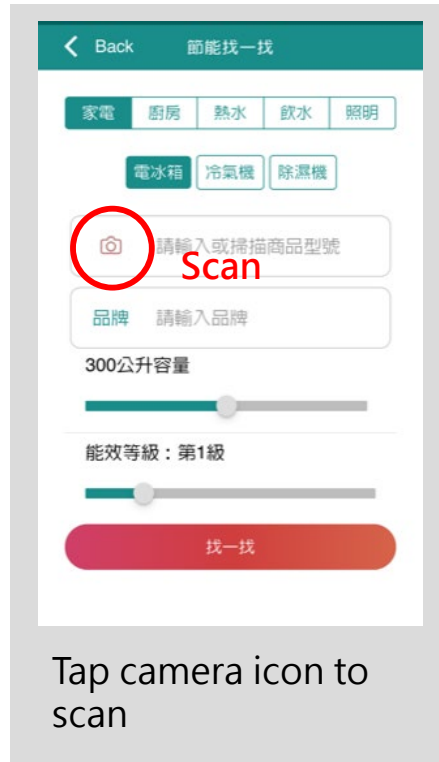 Back 節能找一找
家電 廚房 熱水 飲水 照明
電冰箱 冷氣機 除濕機
請輸入或掃描商品型號
Scan
品牌 請輸入品牌
300公升容量
能效等級：第1級
找一找
Tap camera icon to
scan